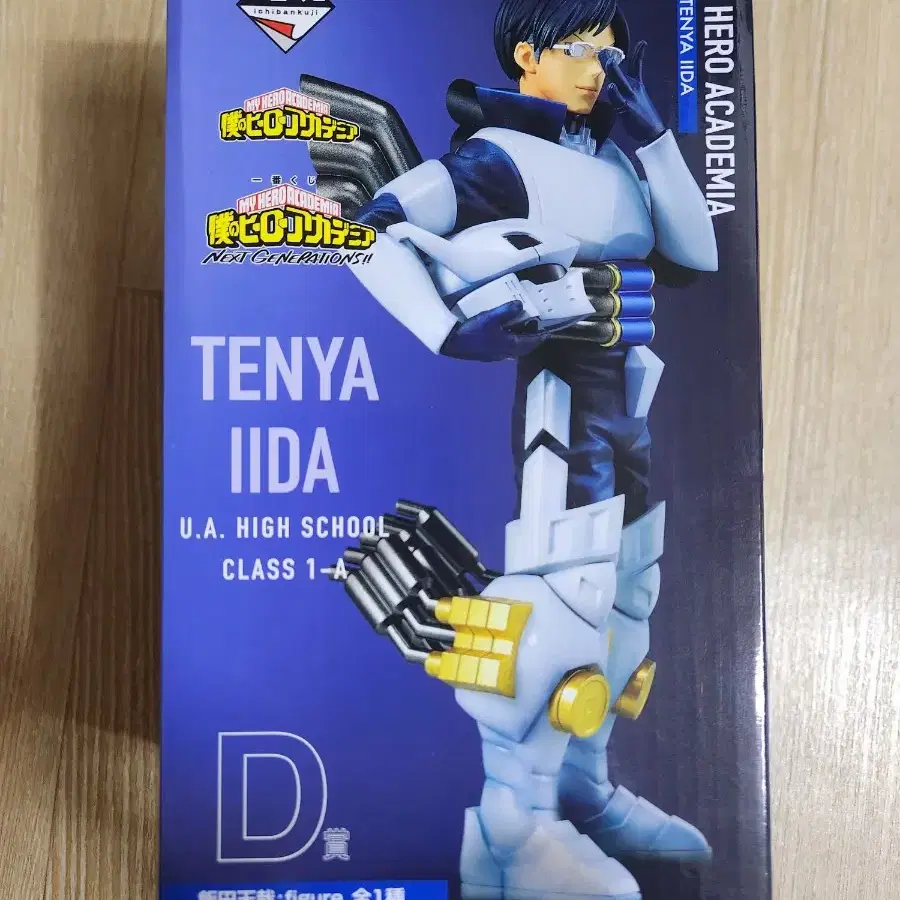 ichibankuji
MY HERO ACADEMIA
僕のヒーローアカデミア
一番くじ
MY HERO ACADEMIA
僕のヒーローアカデミア
NEXT GENERATIONS!!
TENYA
IIDA
U.A. HIGH SCHOOL
CLASS 1-A
D賞
飯田天哉;figure 全1種
HERO ACADEMIA
TENYA IIDA